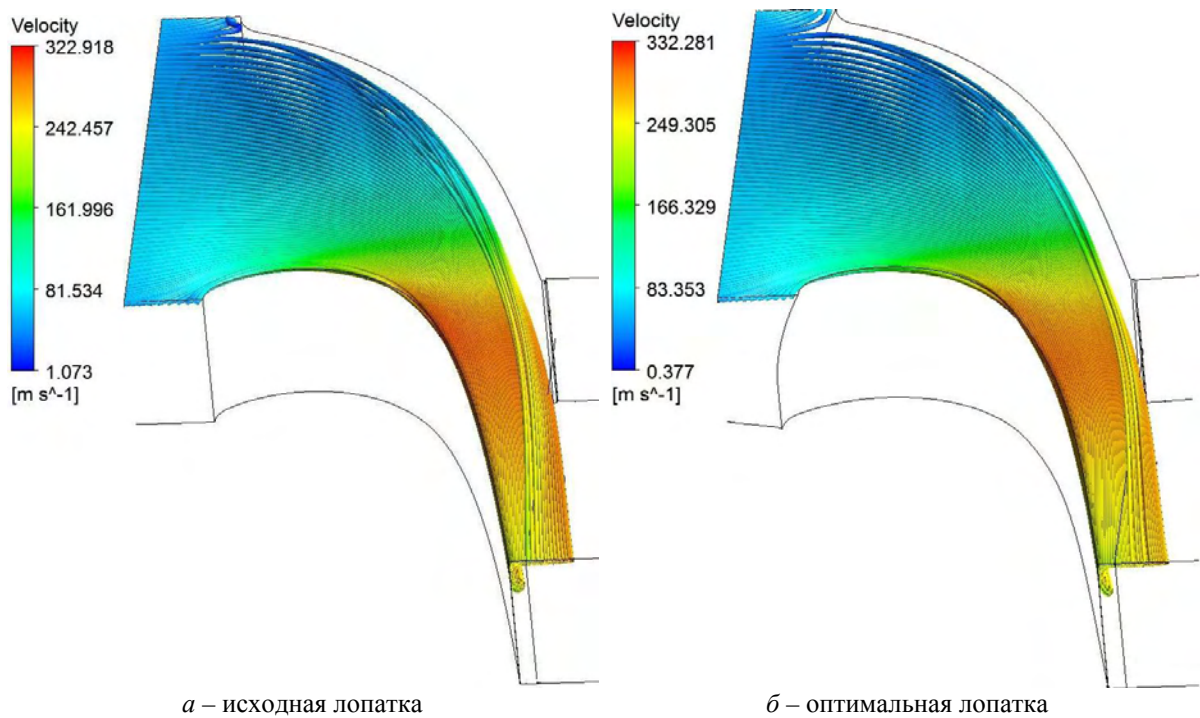 Velocity
322.918
242.457
161.996
81.534
1.073
[m s^-1]
Velocity
332.281
249.305
166.329
83.353
0.377
[m s^-1]
а – исходная лопатка
б – оптимальная лопатка